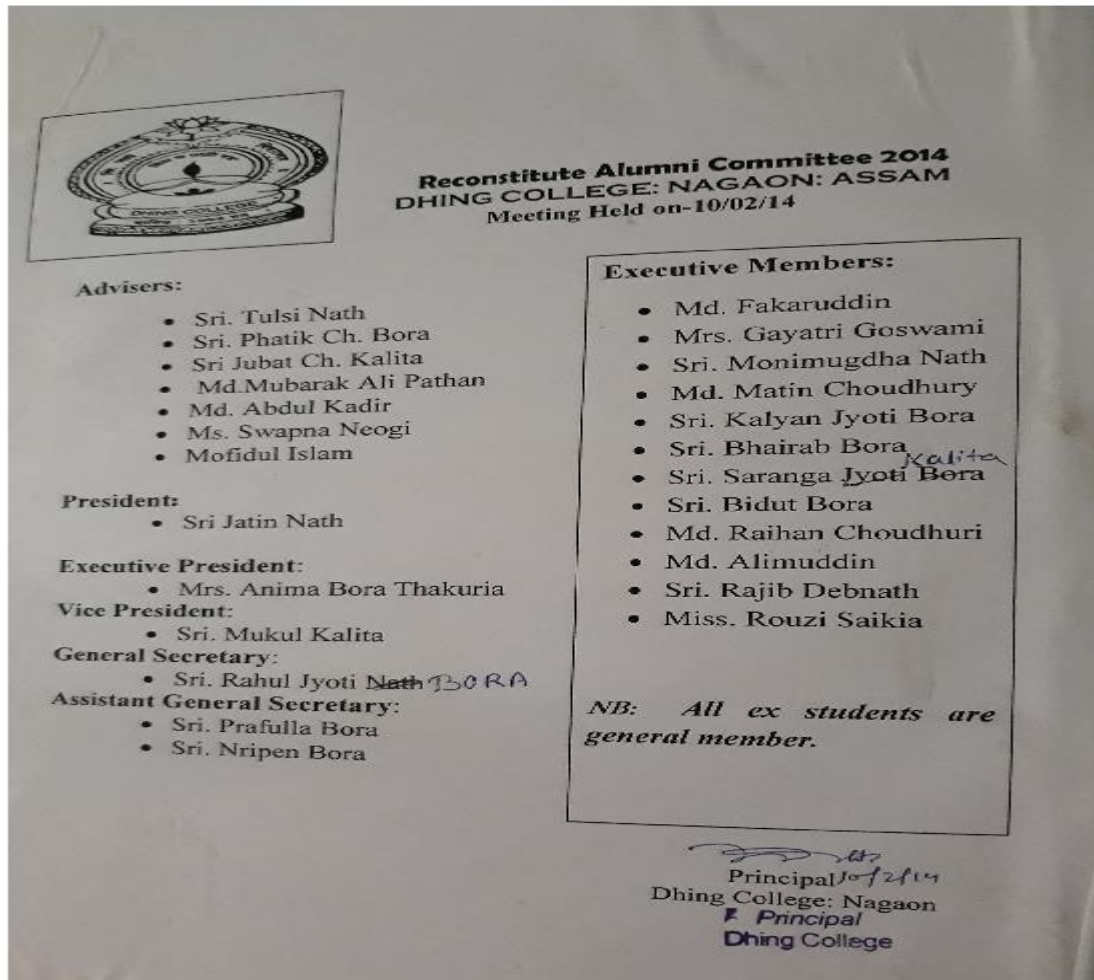 DHING COLLEGE
Reconstitute Alumni Committee 2014
DHING COLLEGE: NAGAON: ASSAM
Meeting Held on-10/02/14
Advisers:
• Sri. Tulsi Nath
• Sri. Phatik Ch. Bora
• Sri Jubat Ch. Kalita
• Md.Mubarak Ali Pathan
• Md. Abdul Kadir
• Ms. Swapna Neogi
• Mofidul Islam
President:
• Sri Jatin Nath
Executive President:
• Mrs. Anima Bora Thakuria
Vice President:
• Sri. Mukul Kalita
General Secretary:
• Sri. Rahul Jyoti Nath BORA
Assistant General Secretary:
• Sri. Prafulla Bora
• Sri. Nripen Bora
Executive Members:
• Md. Fakaruddin
• Mrs. Gayatri Goswami
• Sri. Monimugdha Nath
• Md. Matin Choudhury
• Sri. Kalyan Jyoti Bora
• Sri. Bhairab Bora
Kalita
• Sri. Saranga Jyoti Bora
• Sri. Bidut Bora
• Md. Raihan Choudhuri
• Md. Alimuddin
• Sri. Rajib Debnath
• Miss. Rouzi Saikia
NB: All ex students are
general member.
Principal 10/2/14
Dhing College: Nagaon
Principal
Dhing College